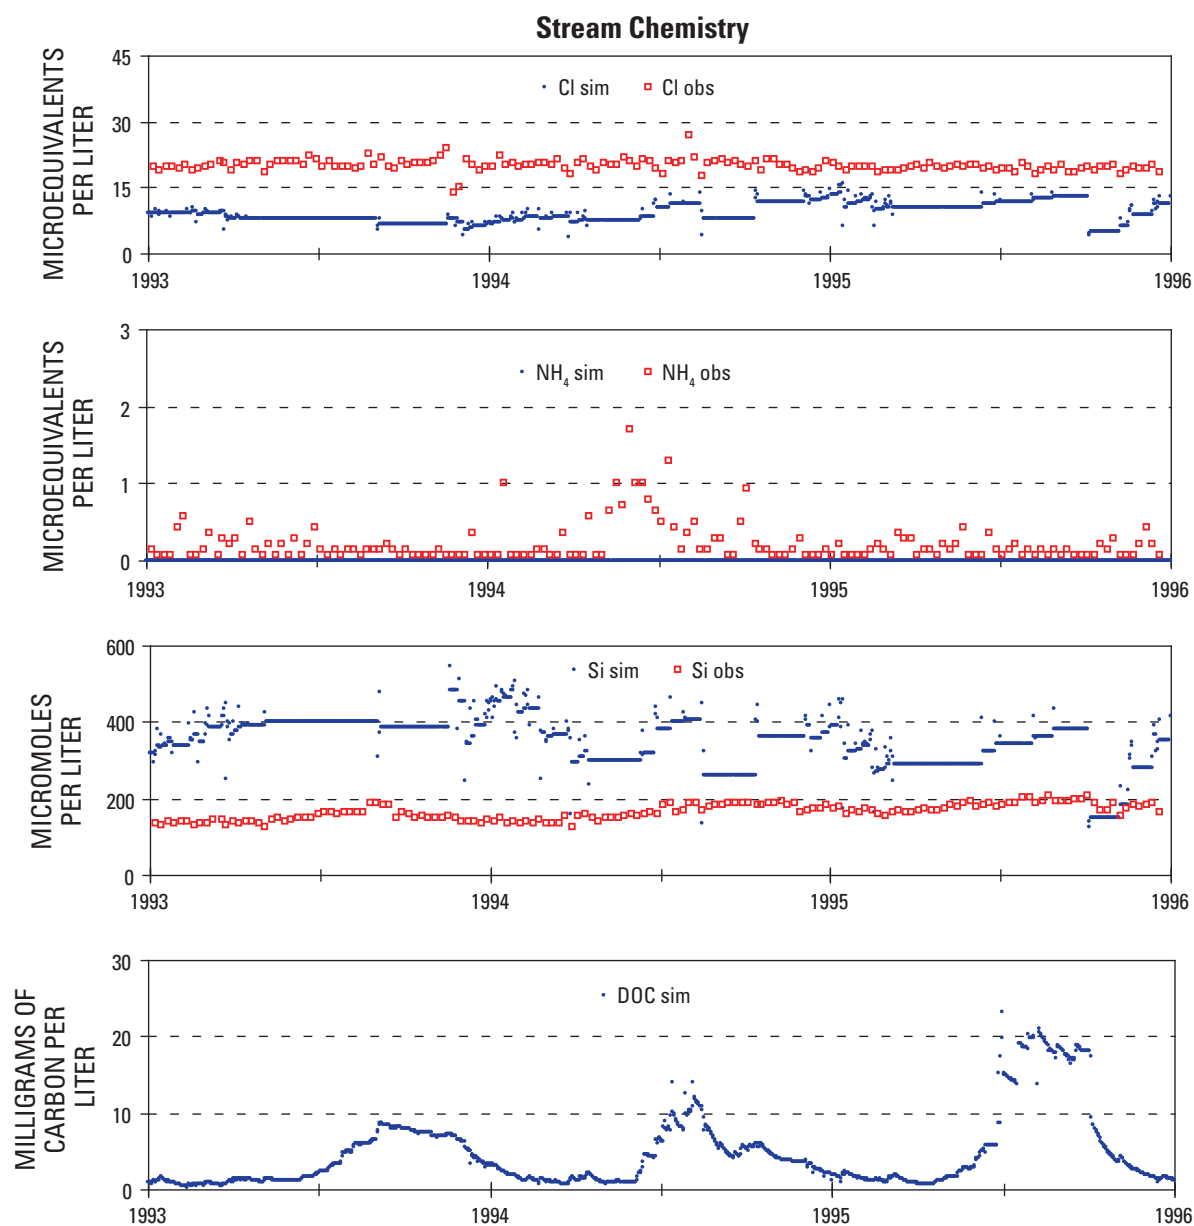 Stream Chemistry
MICROEQUIVALENTS
PER LITER
45
30
15
0
Cl sim
Cl obs
1993
1994
1995
1996
MICROEQUIVALENTS
PER LITER
3
2
1
0
NH4 sim
NH4 obs
1993
1994
1995
1996
MICROMOLES
PER LITER
600
400
200
0
Si sim
Si obs
1993
1994
1995
1996
MILLIGRAMS OF
CARBON PER
LITER
30
20
10
0
DOC sim
1993
1994
1995
1996